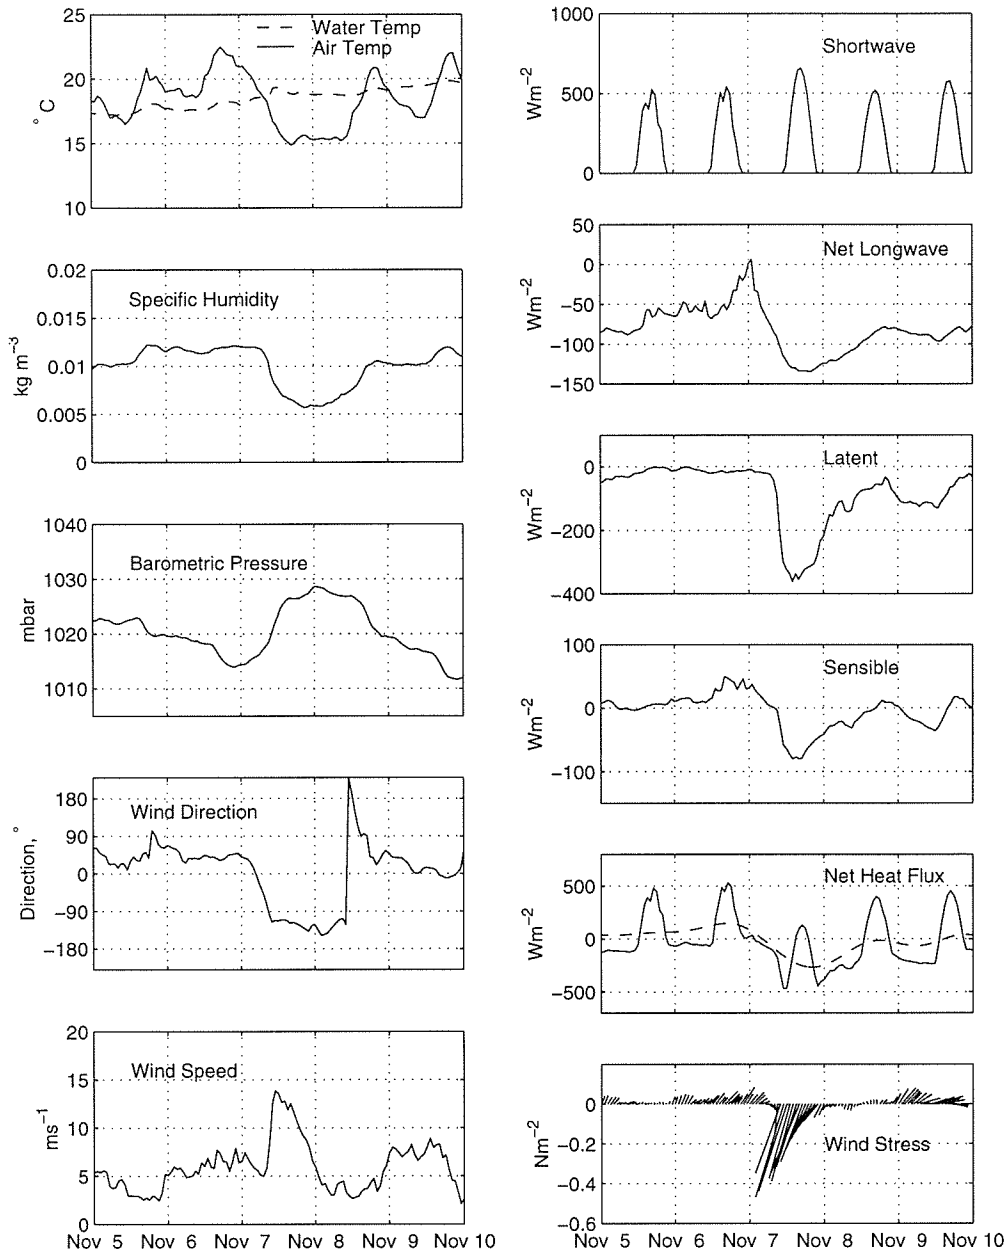 25
20
15
10
° C
Water Temp
Air Temp
0.02
0.015
0.01
0.005
0
kg m−3
Specific Humidity
1040
1030
1020
1010
mbar
Barometric Pressure
180
90
0
−90
−180
Direction, °
Wind Direction
20
15
10
5
0
ms−1
Wind Speed
Nov 5 Nov 6 Nov 7 Nov 8 Nov 9 Nov 10
1000
500
0
Wm−2
Shortwave
50
0
−50
−100
−150
Wm−2
Net Longwave
0
−200
−400
Wm−2
Latent
100
0
−100
Wm−2
Sensible
500
0
−500
Wm−2
Net Heat Flux
0
−0.2
−0.4
−0.6
Nm−2
Wind Stress
Nov 5 Nov 6 Nov 7 Nov 8 Nov 9 Nov 10